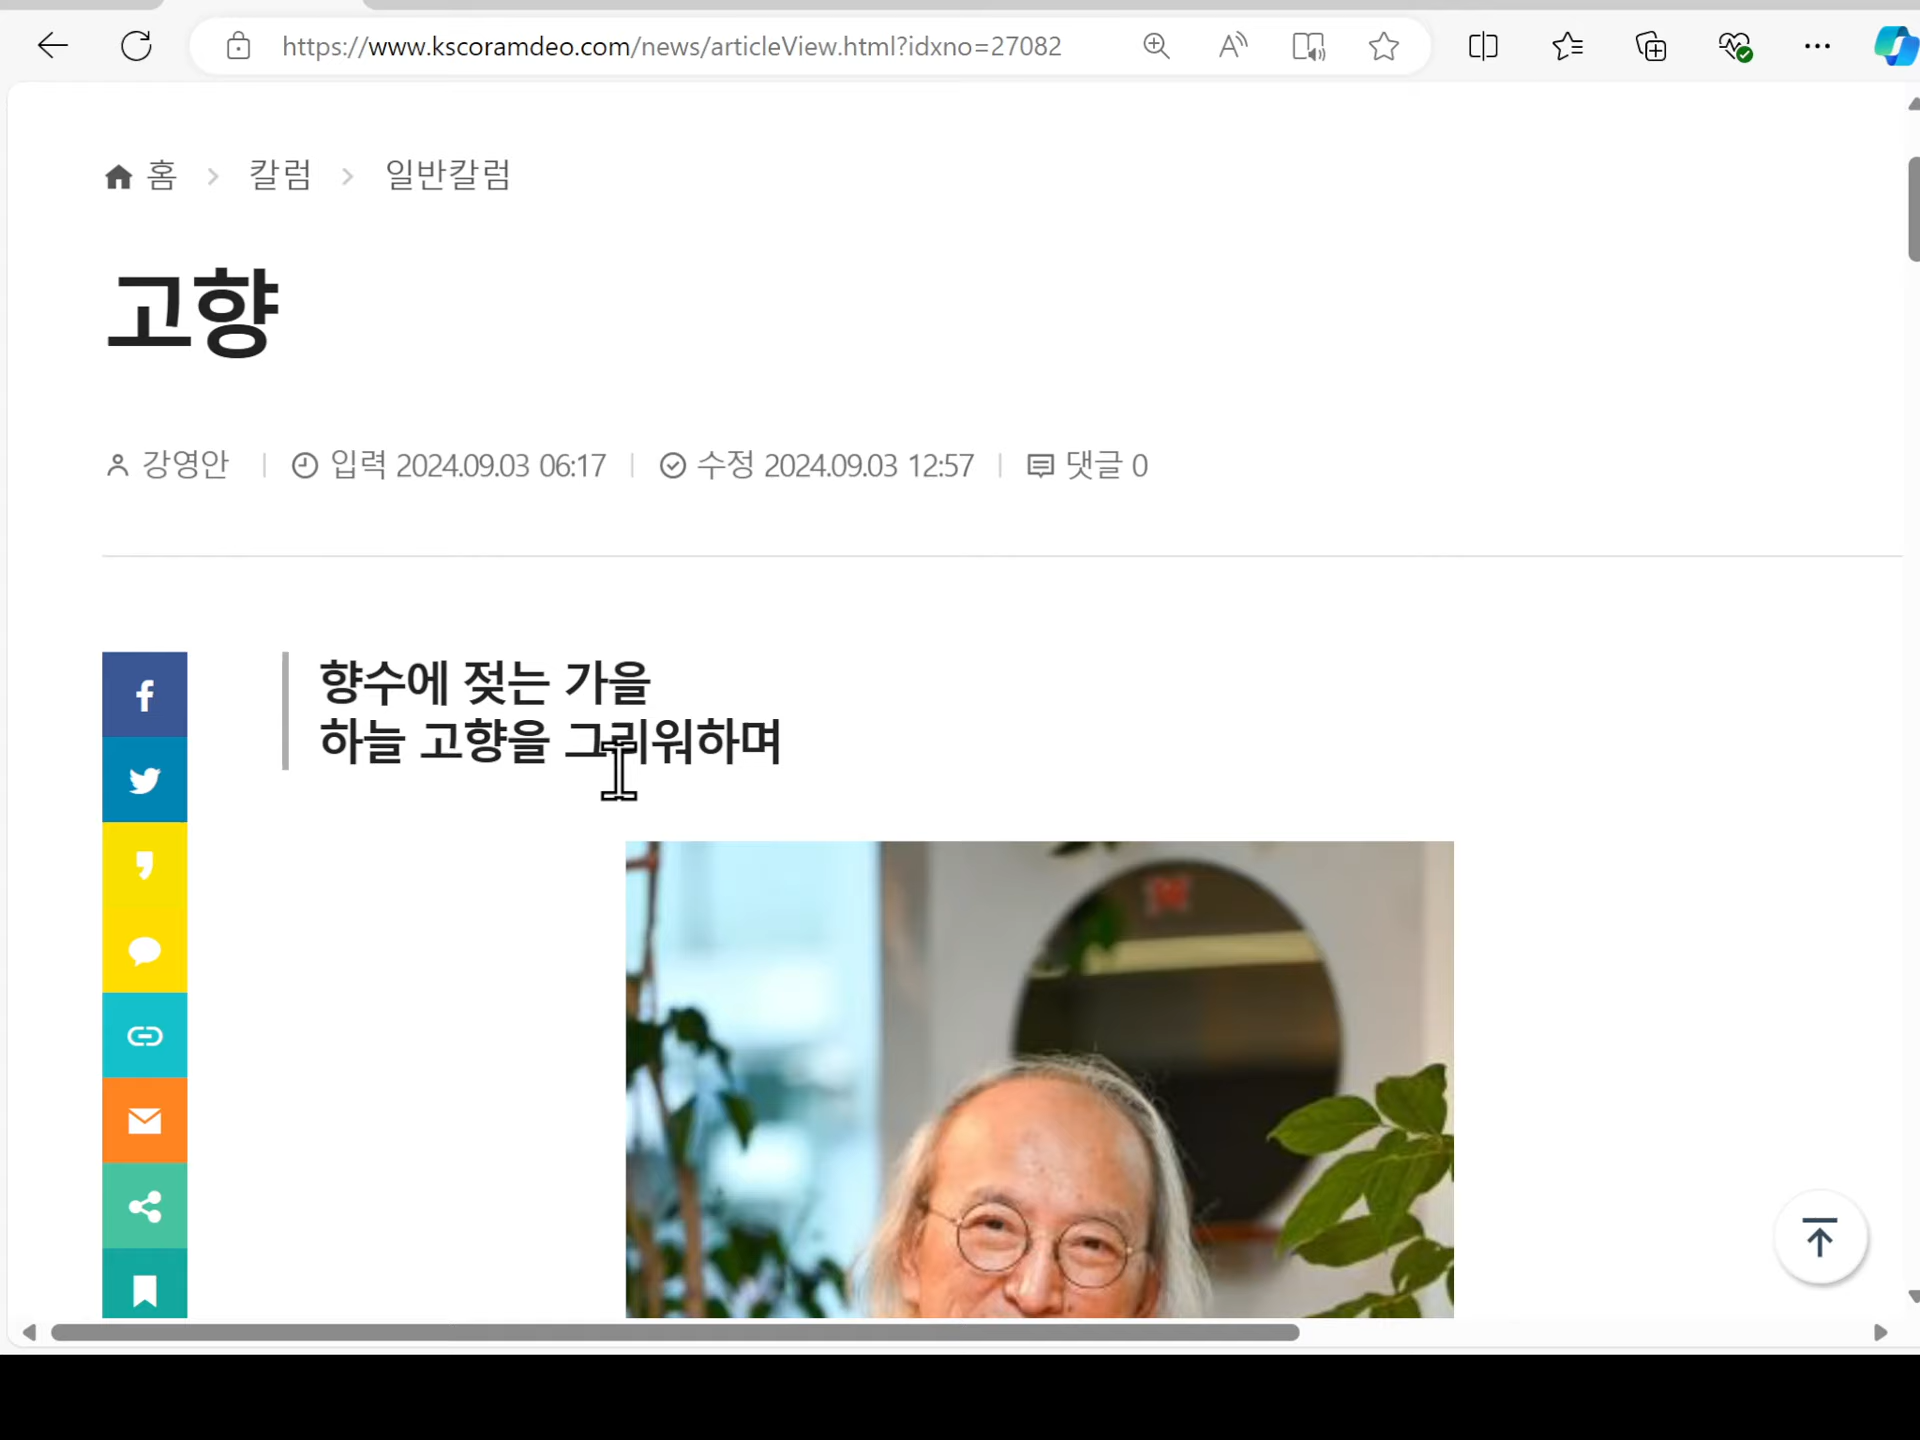 https://www.kscoramdeo.com/news/articleView.html?idxno=27082
홈 > 칼럼 > 일반칼럼
고향
강영안 | 입력 2024.09.03 06:17 | 수정 2024.09.03 12:57 | 댓글 0
향수에 젖는 가을
하늘 고향을 그리워하며